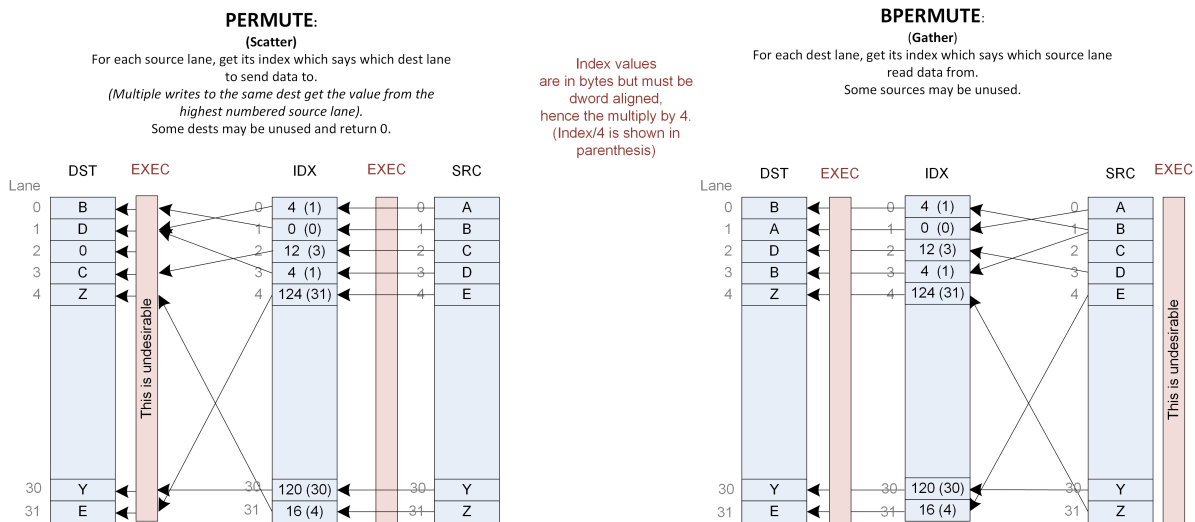 PERMUTE:
(Scatter)
For each source lane, get its index which says which dest lane
to send data to.
(Multiple writes to the same dest get the value from the
highest numbered source lane).
Some dests may be unused and return 0.
Index values
are in bytes but must be
dword aligned,
hence the multiply by 4.
(Index/4 is shown in
parenthesis)
BPERMUTE:
(Gather)
For each dest lane, get its index which says which source lane
read data from.
Some sources may be unused.
DST EXEC IDX EXEC SRC
Lane
0 B 0 4 (1) 0 A
1 D 1 0 (0) 1 B
2 0 2 12 (3) 2 C
3 C 3 4 (1) 3 D
4 Z 4 124 (31) 4 E
This is undesirable
30 Y 30 120 (30) 30 Y
31 E 31 16 (4) 31 Z
DST EXEC IDX SRC EXEC
Lane
0 B 0 4 (1) 0 A
1 A 1 0 (0) 1 B
2 D 2 12 (3) 2 C
3 B 3 4 (1) 3 D
4 Z 4 124 (31) 4 E
This is undesirable
30 Y 30 120 (30) 30 Y
31 E 31 16 (4) 31 Z